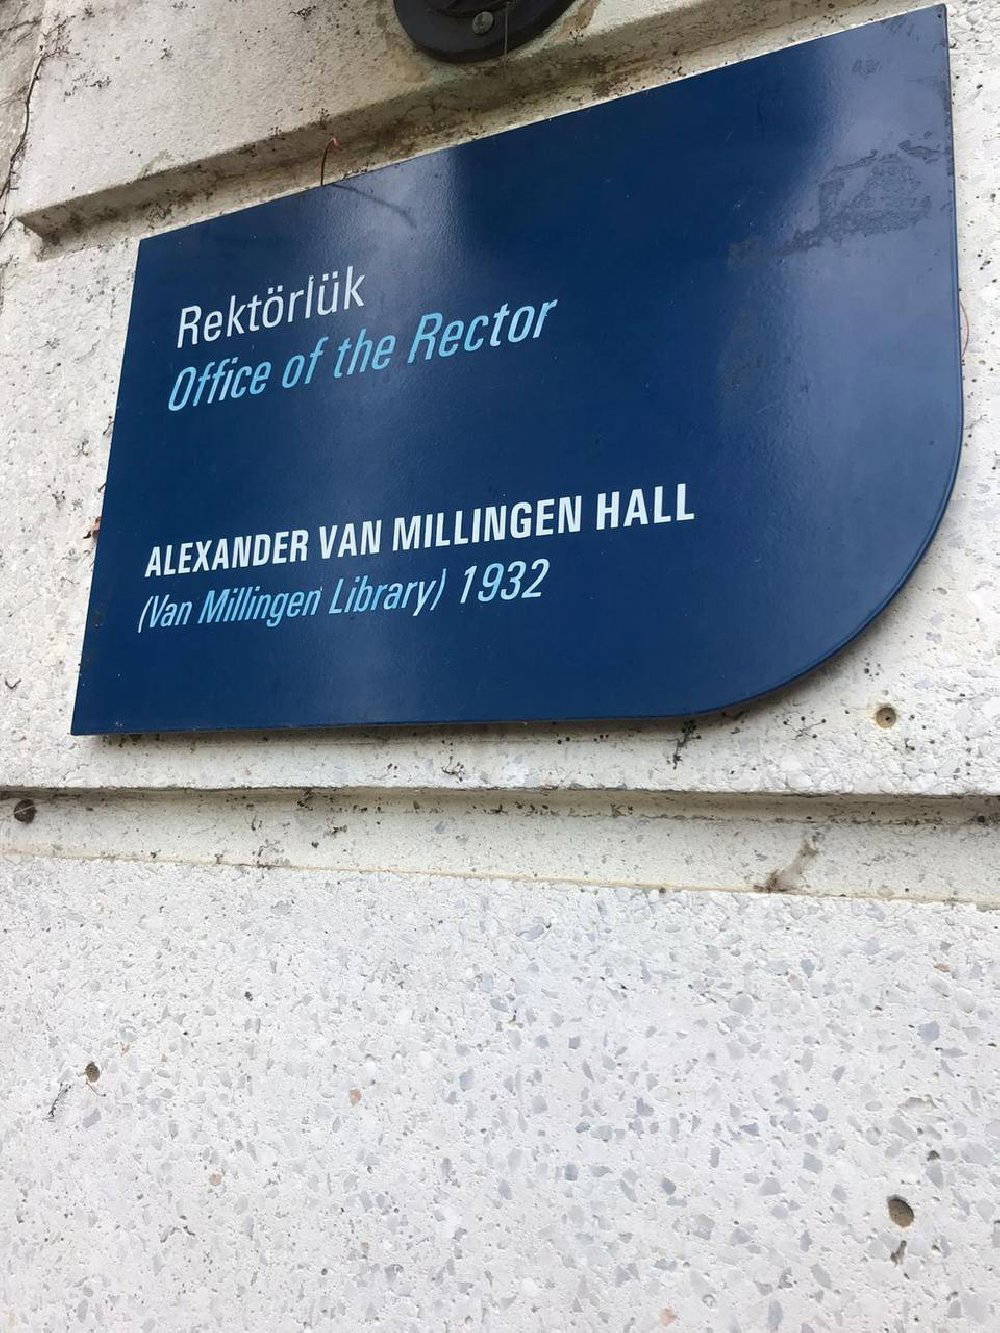 Rektörlük
Office of the Rector
ALEXANDER VAN MILLINGEN HALL
(Van Millingen Library) 1932